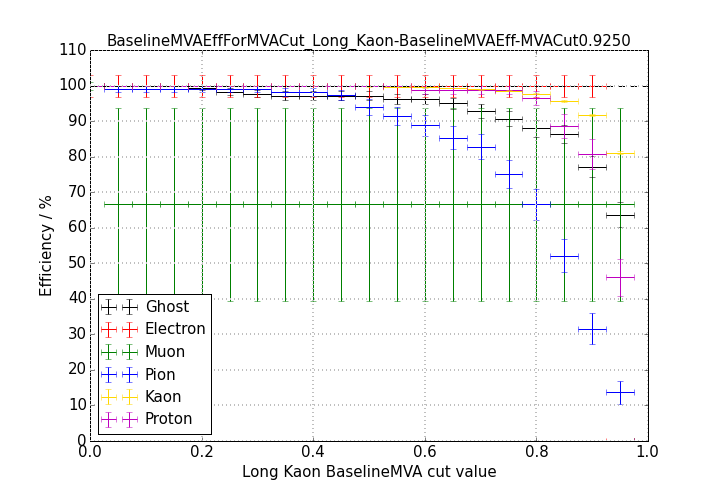 BaselineMVAEffForMVACut_Long_Kaon-BaselineMVAEff-MVACut0.9250
110
100
90
80
70
60
50
40
30
20
10
0
Efficiency / %
Ghost
Electron
Muon
Pion
Kaon
Proton
0.0 0.2 0.4 0.6 0.8 1.0
Long Kaon BaselineMVA cut value